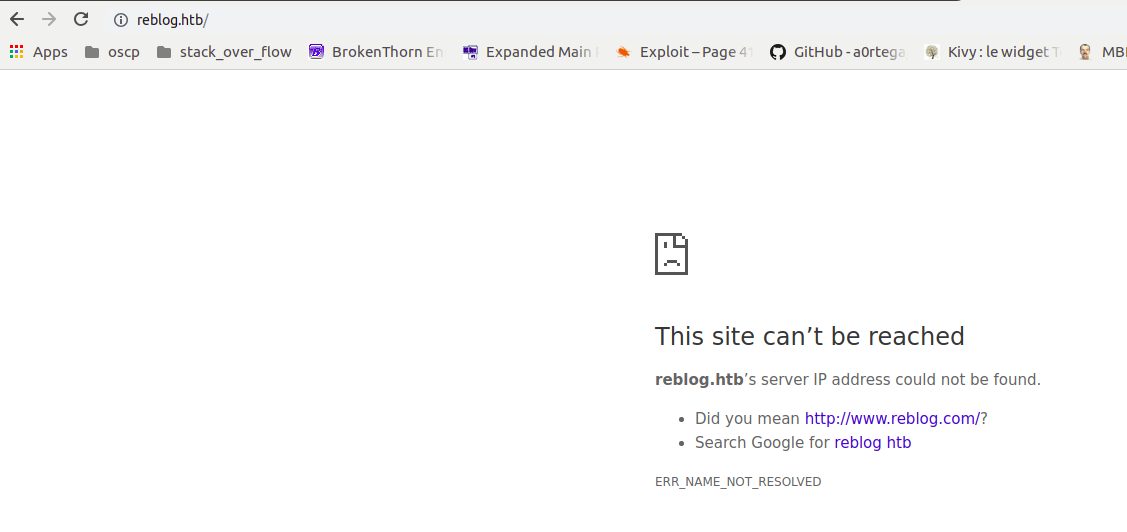 reblog.htb/
Apps oscp stack_over_flow BrokenThorn En Expanded Main Exploit – Page 41 GitHub - a0rtega Kivy : le widget T MBI
This site can’t be reached
reblog.htb’s server IP address could not be found.
• Did you mean http://www.reblog.com/?
• Search Google for reblog htb
ERR_NAME_NOT_RESOLVED